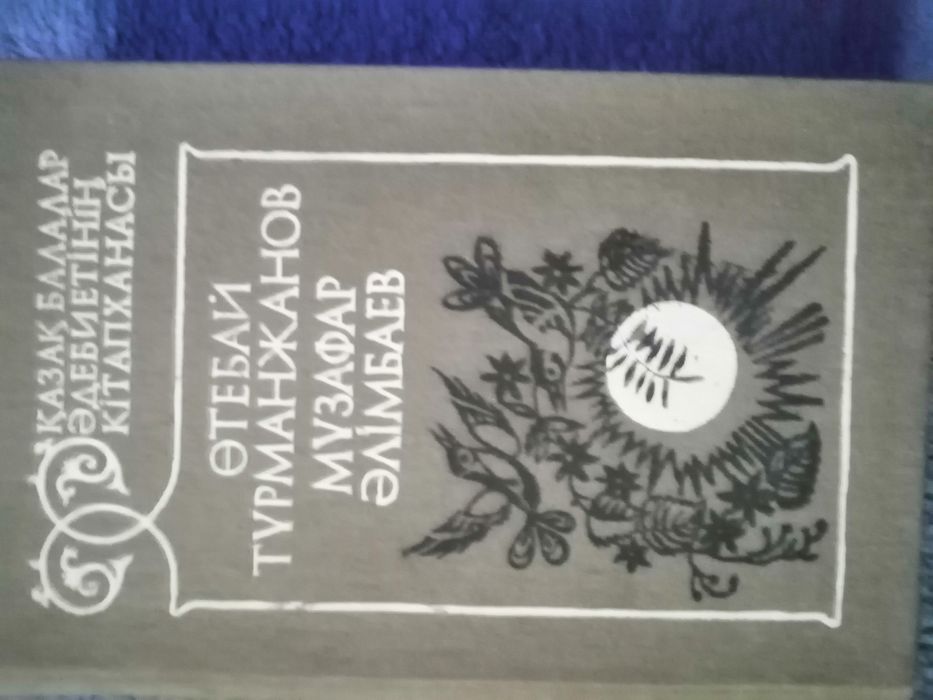 ҚАЗАҚ БАЛАЛАР
ӘДЕБИЕТІНІҢ
КІТАПХАНАСЫ
ӨТЕБАЙ
ТҰРМАНЖАНОВ
МҰЗАФАР
ӘЛІМБАЕВ